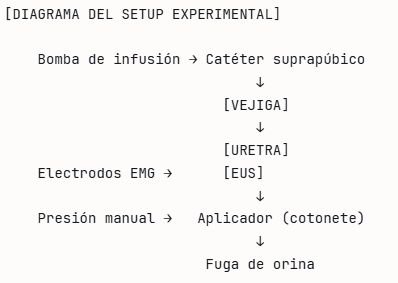 [DIAGRAMA DEL SETUP EXPERIMENTAL]
Bomba de infusión → Catéter suprapúbico
↓
[VEJIGA]
↓
[URETRA]
Electrodos EMG → [EUS]
↓
Presión manual → Aplicador (cotonete)
↓
Fuga de orina